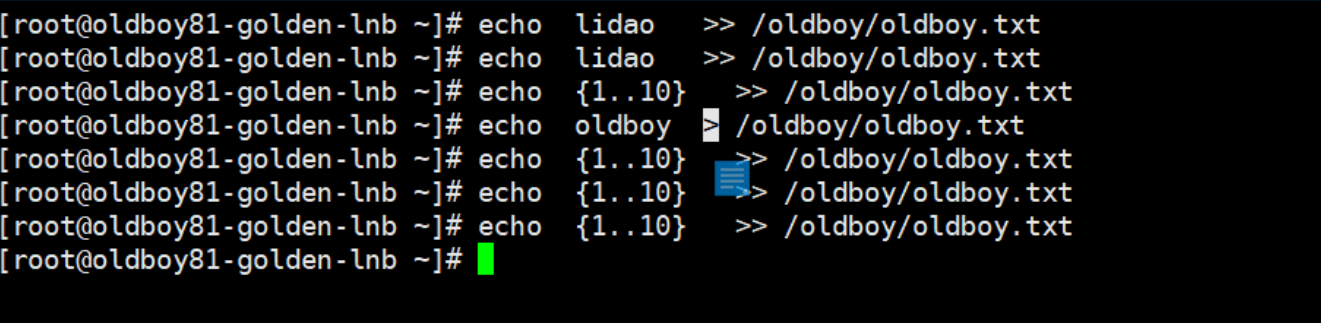 [root@oldboy81-golden-lnb ~]# echo  lidao   >> /oldboy/oldboy.txt
[root@oldboy81-golden-lnb ~]# echo  lidao   >> /oldboy/oldboy.txt
[root@oldboy81-golden-lnb ~]# echo  {1..10}   >> /oldboy/oldboy.txt
[root@oldboy81-golden-lnb ~]# echo  oldboy  > /oldboy/oldboy.txt
[root@oldboy81-golden-lnb ~]# echo  {1..10}   >> /oldboy/oldboy.txt
[root@oldboy81-golden-lnb ~]# echo  {1..10}   >> /oldboy/oldboy.txt
[root@oldboy81-golden-lnb ~]# echo  {1..10}   >> /oldboy/oldboy.txt
[root@oldboy81-golden-lnb ~]#